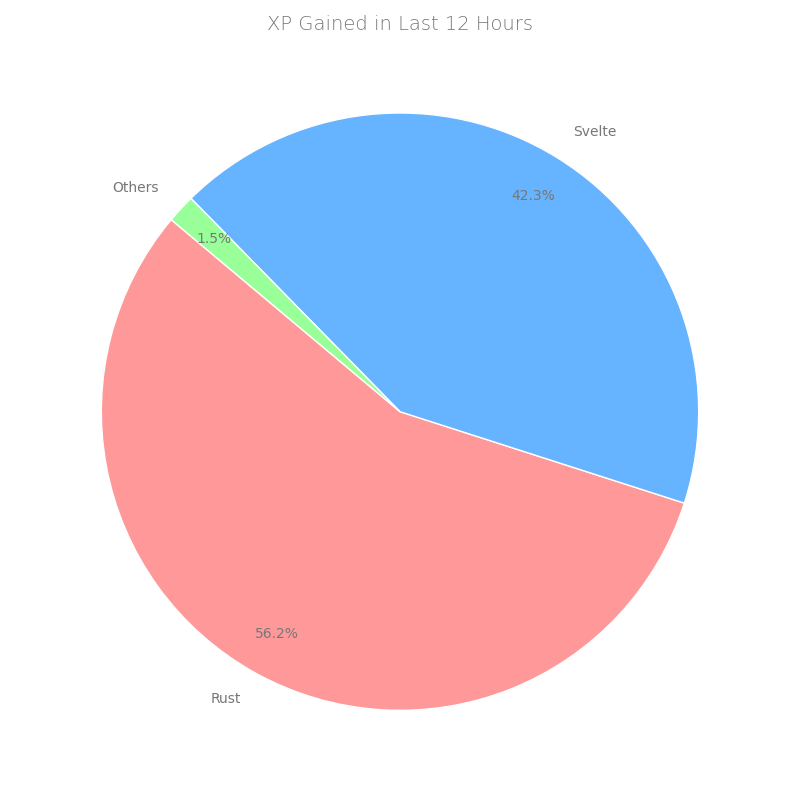 XP Gained in Last 12 Hours
Svelte
42.3%
Others
1.5%
56.2%
Rust